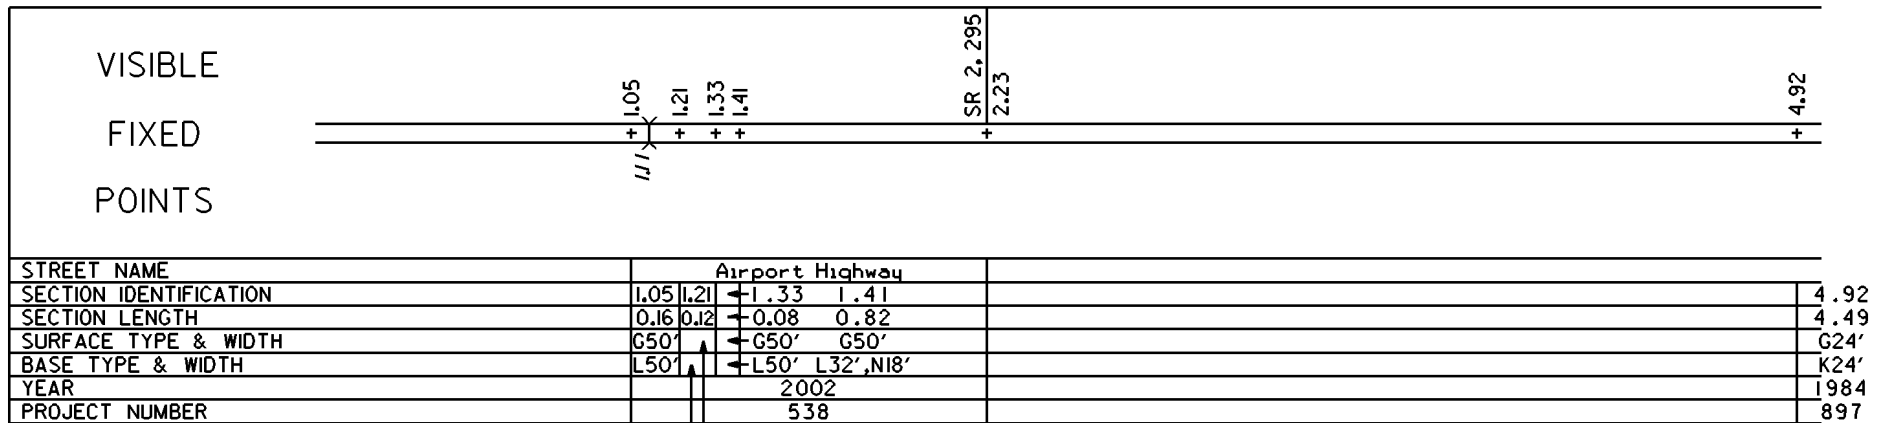 VISIBLE
FIXED
POINTS
1.05
1.11
1.21
1.33
1.41
SR 2, 295
2.23
4.92
STREET NAME Airport Highway
SECTION IDENTIFICATION 1.05 1.21 1.33 1.41 4.92
SECTION LENGTH 0.16 0.12 0.08 0.82 4.49
SURFACE TYPE & WIDTH G50' G50' G50' G24'
BASE TYPE & WIDTH L50' L50' L32',N18' K24'
YEAR 2002 1984
PROJECT NUMBER 538 897